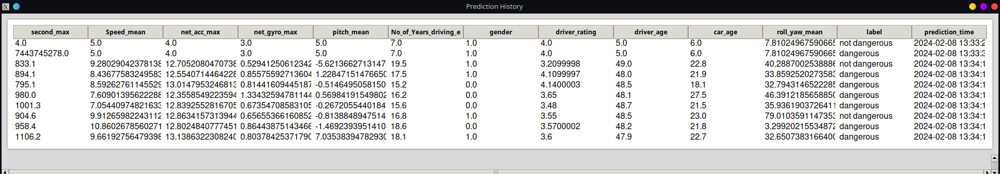 Prediction History
second_max Speed_mean net_acc_max net_gyro_max pitch_mean No_of_Years_driving_e gender driver_rating driver_age car_age roll_yaw_mean label prediction_time
4.0 5.0 4.0 3.0 5.0 7.0 1.0 4.0 5.0 6.0 7.81024967590665 not dangerous 2024-02-08 13:33:2
7443745278.0 5.0 4.0 3.0 5.0 7.0 1.0 4.0 5.0 6.0 7.81024967590665 dangerous 2024-02-08 13:33:3
833.1 9.28029042378138 12.7052080470738 0.52941250612342 -5.6213662713147 19.5 1.0 3.2099998 49.0 22.8 40.2887002538886 not dangerous 2024-02-08 13:34:1
894.1 8.43677583249583 12.5540714464228 0.85575559271360 1.22847151476650 17.5 1.0 4.1099997 48.0 21.9 33.8592520273583 dangerous 2024-02-08 13:34:1
795.1 8.59262761145529 13.0147953246813 0.81441609445187 -0.5146495058150 15.2 0.0 4.1400003 48.5 18.1 32.7943146522285 dangerous 2024-02-08 13:34:1
980.0 7.60901395622288 12.3558549223594 1.33432594781144 0.56984191549802 16.2 0.0 3.65 48.1 27.5 46.3912185658850 dangerous 2024-02-08 13:34:1
1001.3 7.05440974821633 12.8392552816705 0.67354708583105 -0.2672055440184 15.6 0.0 3.48 48.7 21.5 35.9361903726411 dangerous 2024-02-08 13:34:1
904.6 9.91265982243112 12.8634157313944 0.65655366160852 -0.8138848947514 16.8 1.0 3.55 48.5 23.0 79.0103591147353 not dangerous 2024-02-08 13:34:1
958.4 10.8602678560271 12.8024840777451 0.86443875143466 -1.4692393951410 18.6 0.0 3.5700002 48.2 21.8 3.29920215534872 dangerous 2024-02-08 13:34:1
1106.2 9.66192756479398 13.1386322308240 0.80378425371790 7.03538394782930 18.1 1.0 3.6 47.9 22.7 32.6507383166400 dangerous 2024-02-08 13:34:1